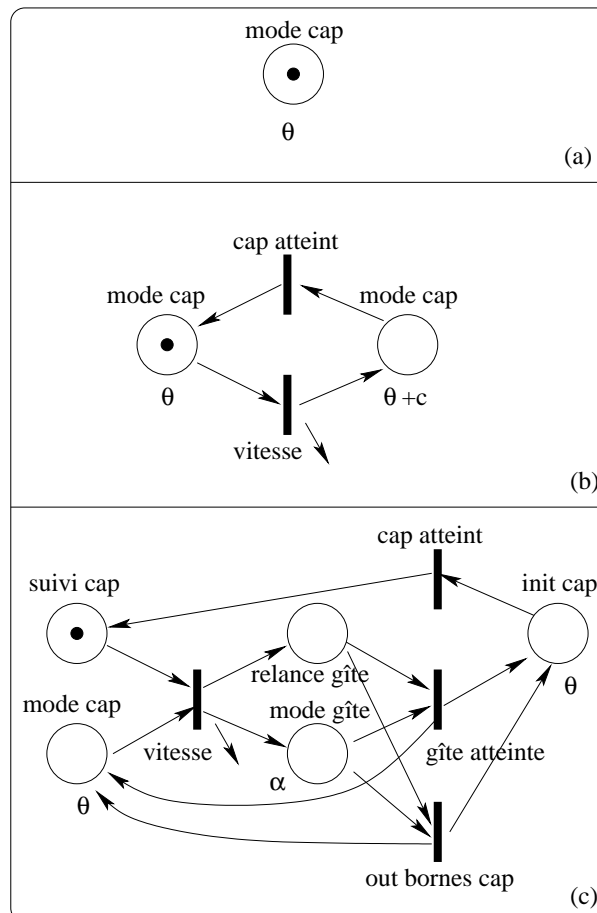 mode cap
θ
(a)
cap atteint
mode cap
mode cap
θ
θ +c
vitesse
(b)
cap atteint
suivi cap
init cap
relance gîte
θ
mode cap
mode gîte
vitesse
gîte atteinte
θ
α
out bornes cap
(c)